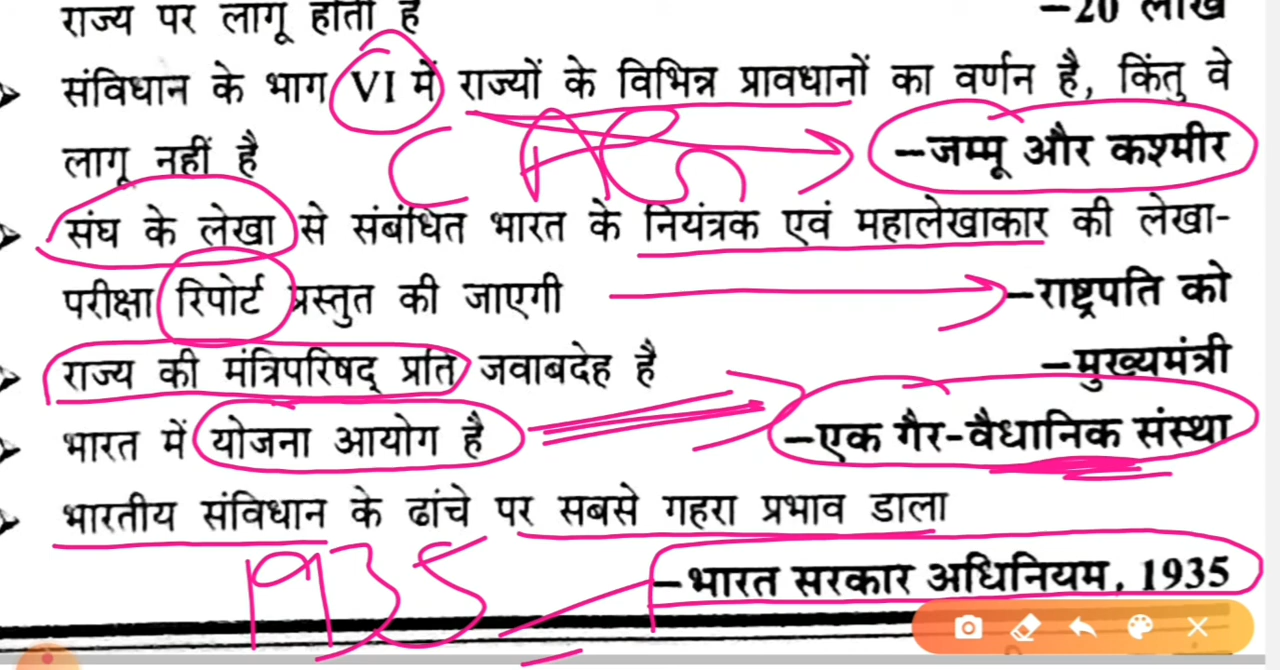 राज्य पर लागू होता है –20 लाख
संविधान के भाग VI में राज्यों के विभिन्न प्रावधानों का वर्णन है, किंतु वे
लागू नहीं है –जम्मू और कश्मीर
CAG
संघ के लेखा से संबंधित भारत के नियंत्रक एवं महालेखाकार की लेखा-
परीक्षा रिपोर्ट प्रस्तुत की जाएगी –राष्ट्रपति को
राज्य की मंत्रिपरिषद् प्रति जवाबदेह है –मुख्यमंत्री
भारत में योजना आयोग है –एक गैर-वैधानिक संस्था
भारतीय संविधान के ढांचे पर सबसे गहरा प्रभाव डाला
1935 –भारत सरकार अधिनियम, 1935